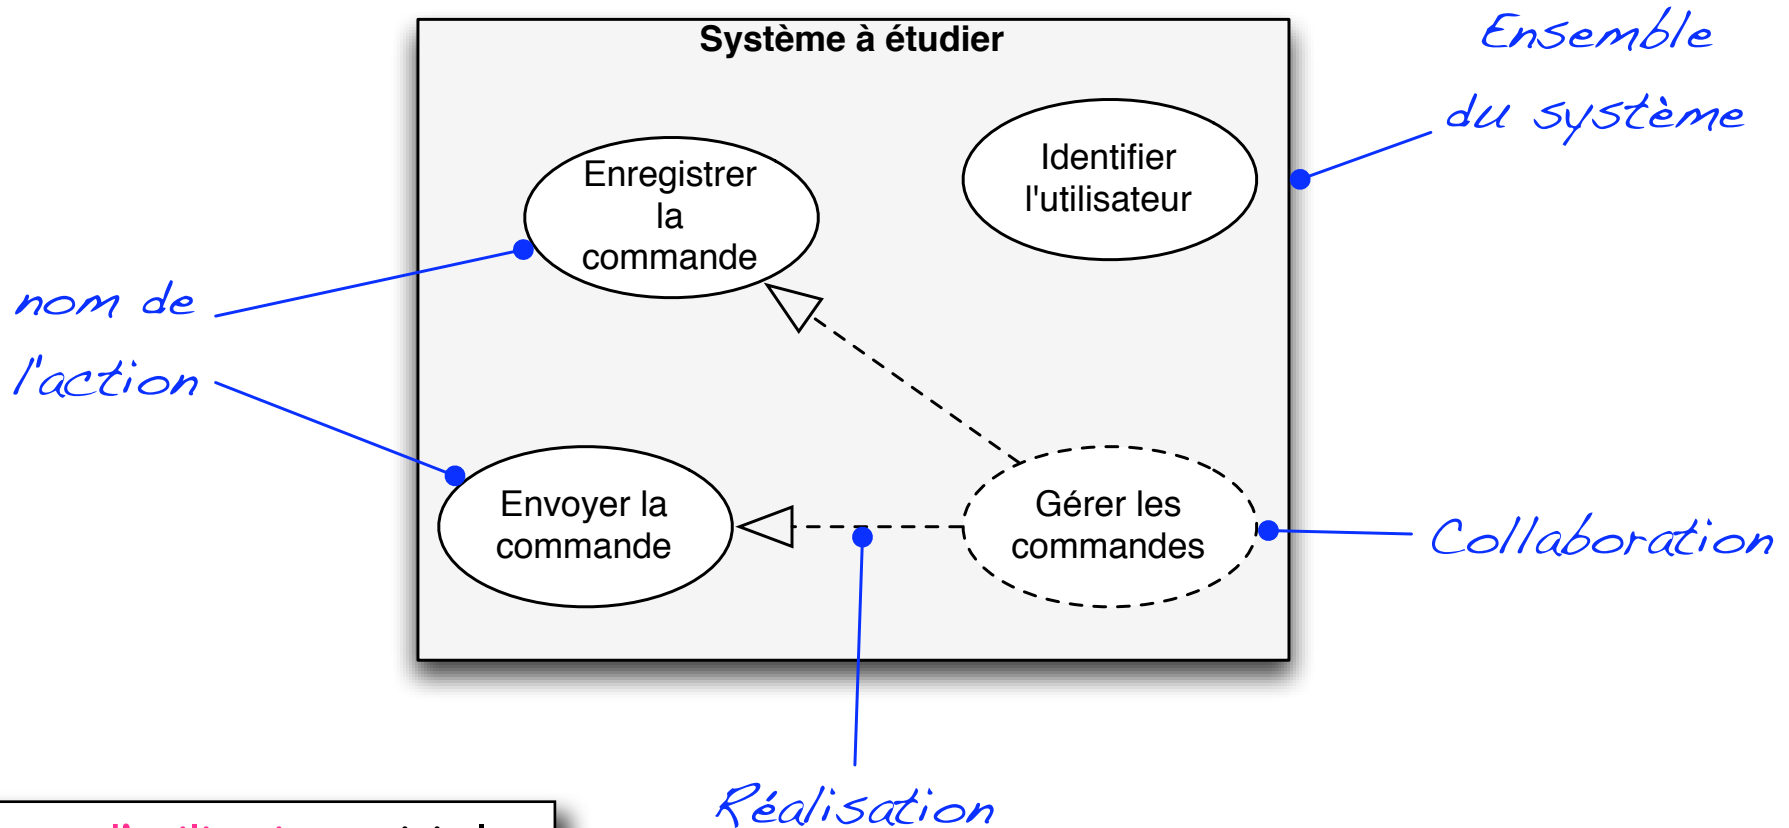 Système à étudier
Ensemble
du système
Identifier
l'utilisateur
Enregistrer
la
commande
nom de
l'action
Envoyer la
commande
Gérer les
commandes
Collaboration
Réalisation